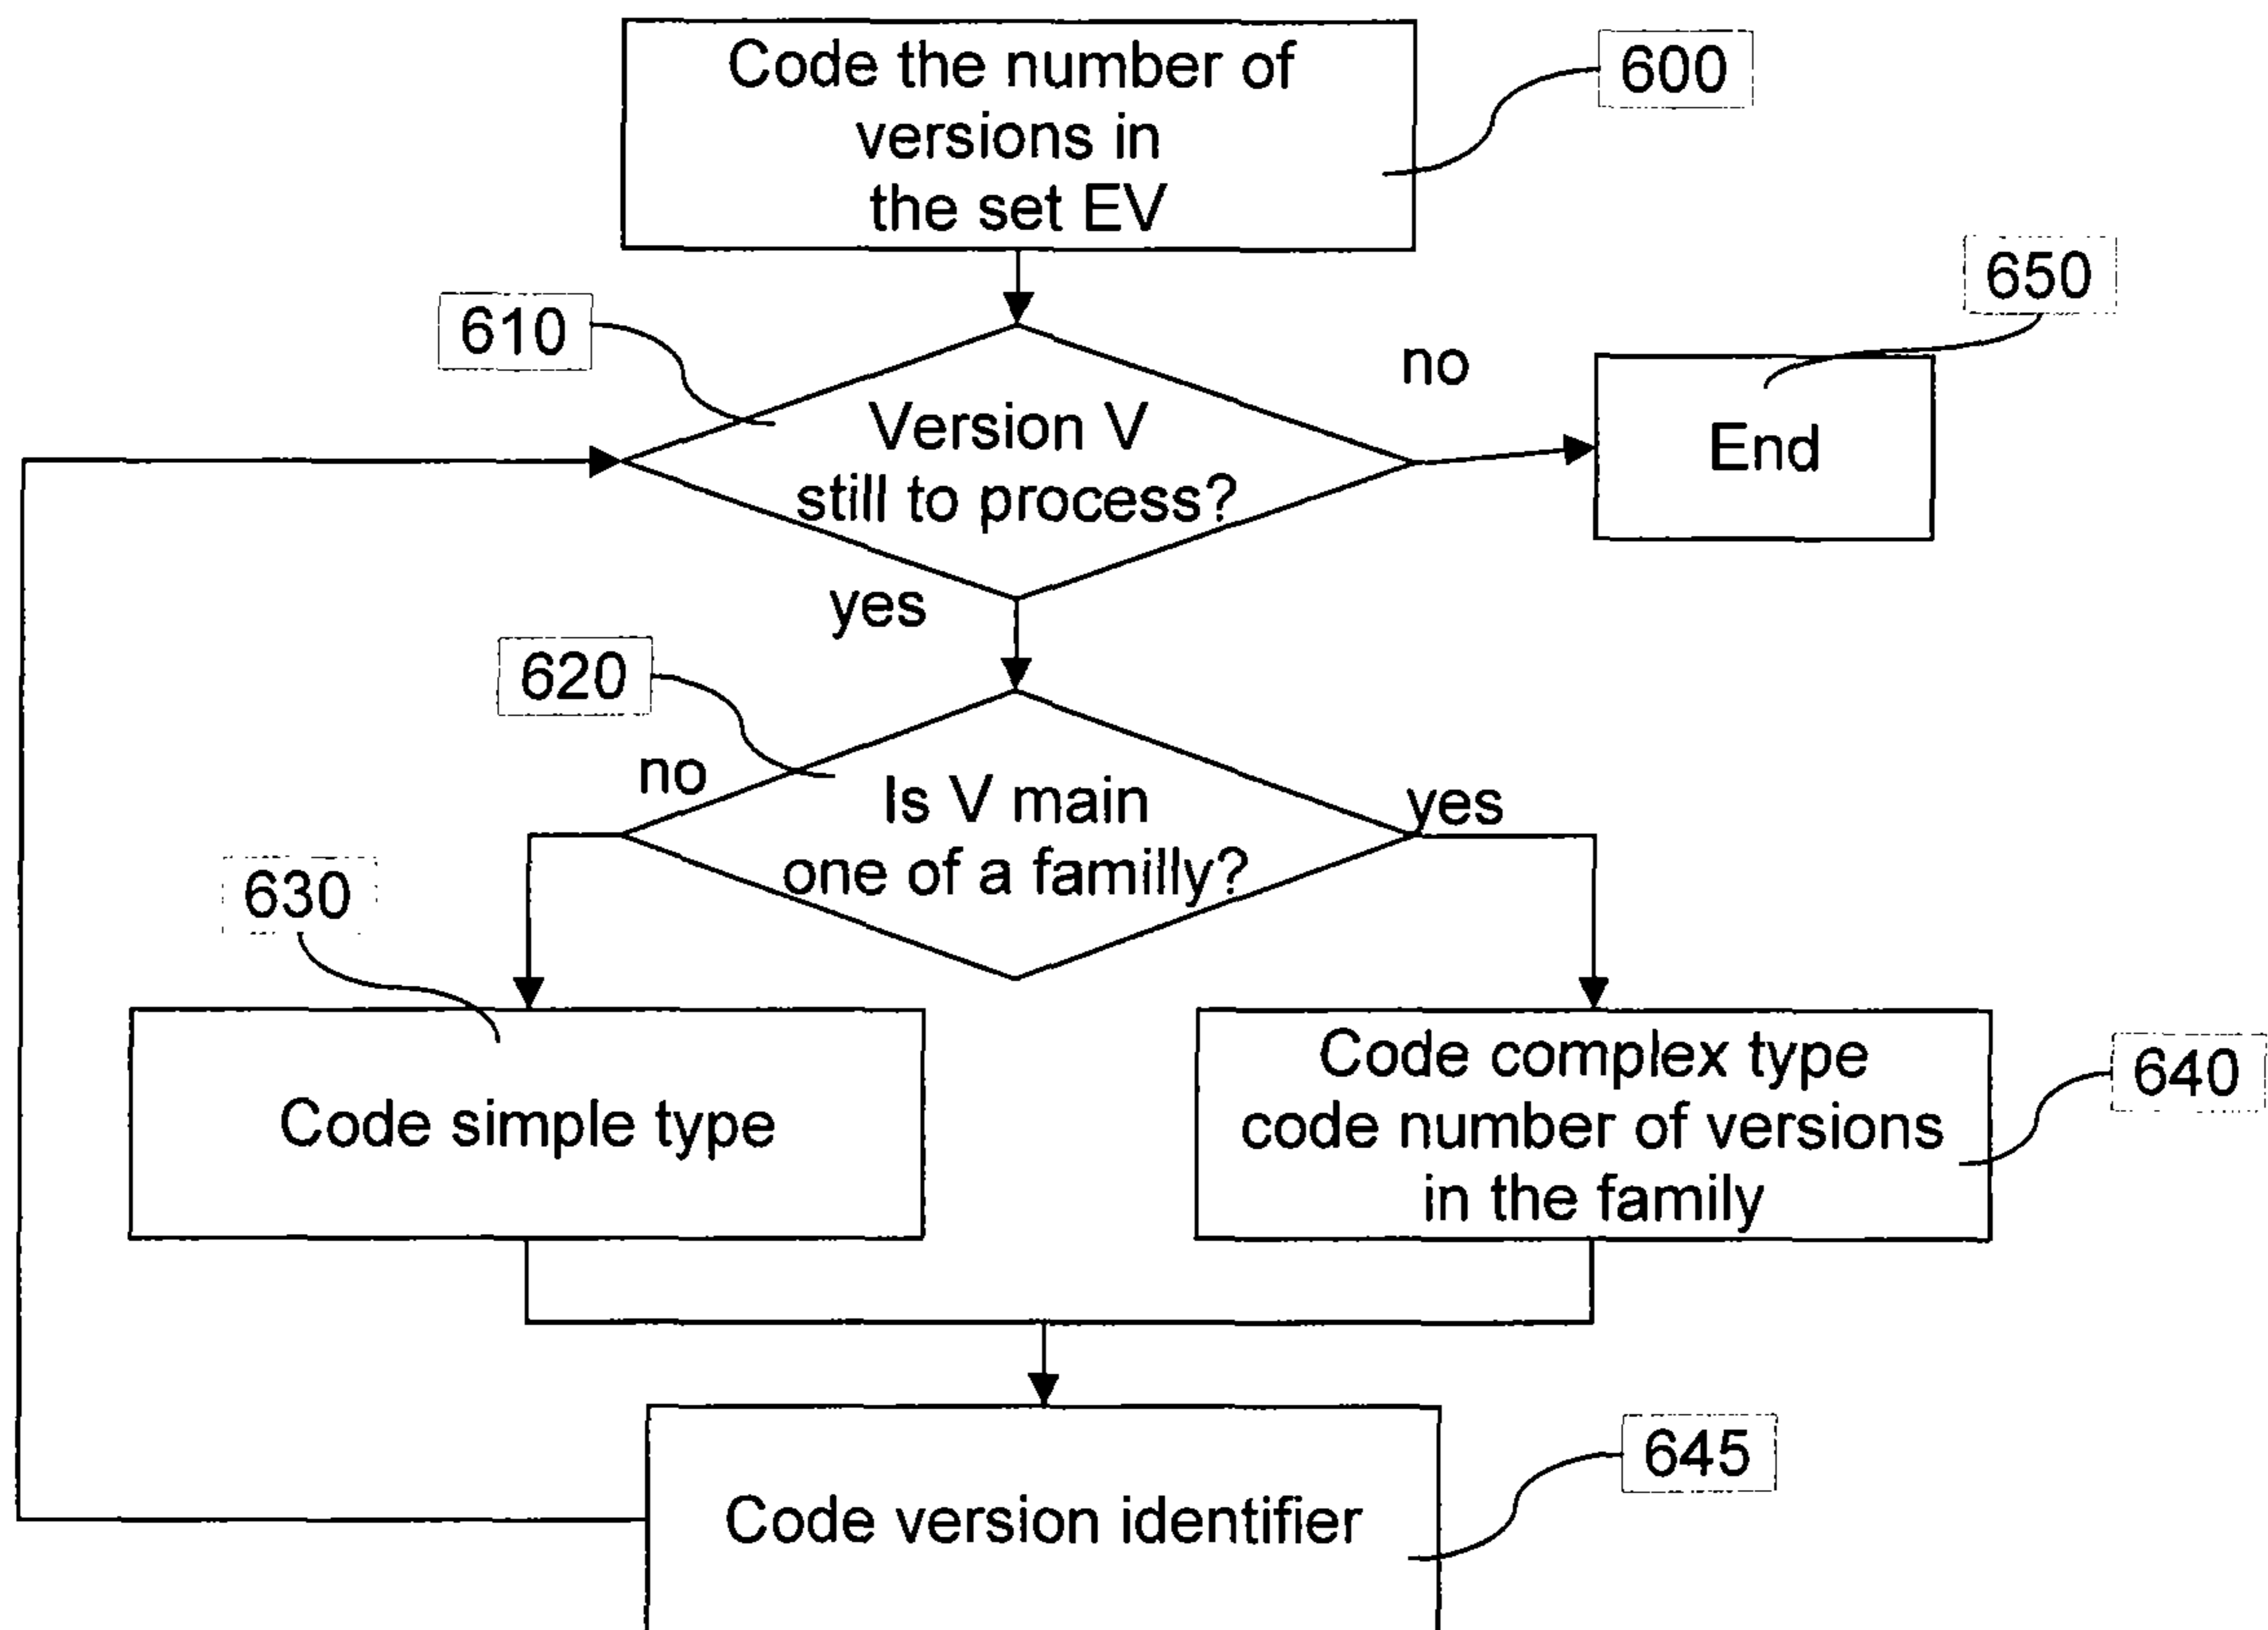 Code the number of
versions in
the set EV
600
650
610
no
Version V
still to process?
End
yes
620
no
Is V main
one of a familly?
yes
630
Code simple type
Code complex type
code number of versions
in the family
640
645
Code version identifier